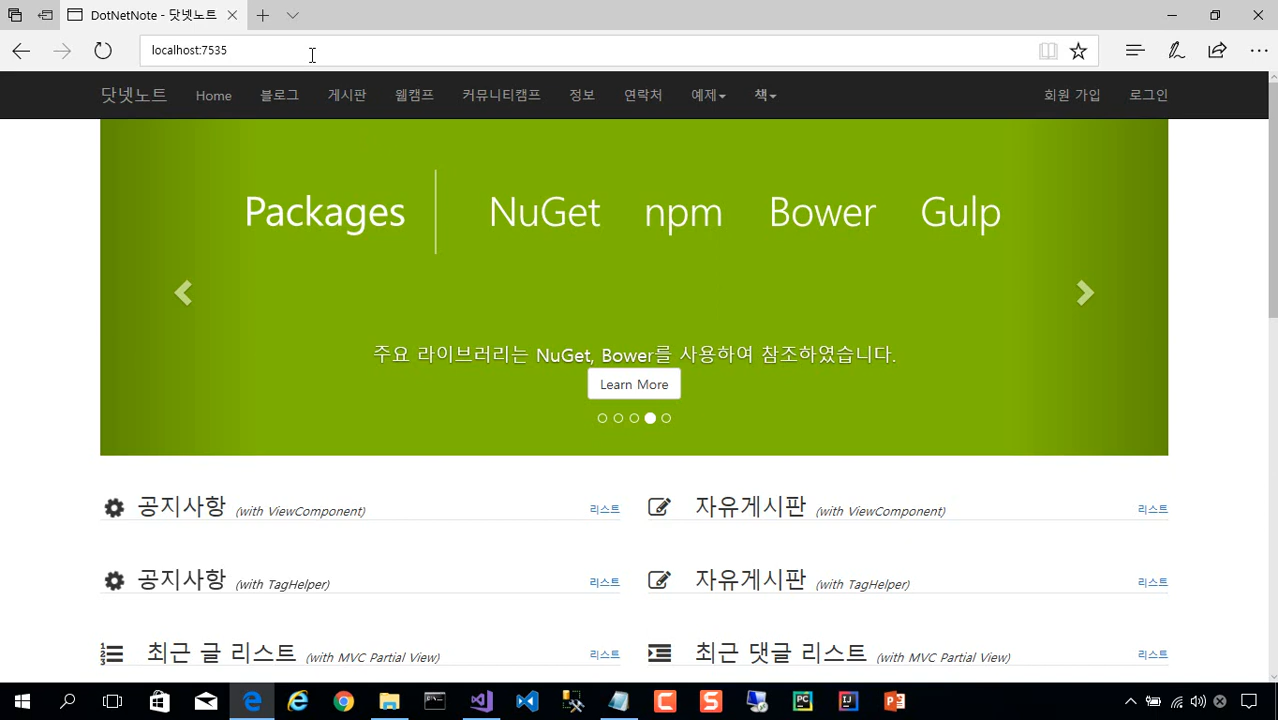 DotNetNote - 닷넷노트
localhost:7535
닷넷노트 Home 블로그 게시판 웹캠프 커뮤니티캠프 정보 연락처 예제 책 회원 가입 로그인
Packages NuGet npm Bower Gulp
주요 라이브러리는 NuGet, Bower를 사용하여 참조하였습니다.
Learn More
공지사항 (with ViewComponent) 리스트 자유게시판 (with ViewComponent) 리스트
공지사항 (with TagHelper) 리스트 자유게시판 (with TagHelper) 리스트
최근 글 리스트 (with MVC Partial View) 리스트 최근 댓글 리스트 (with MVC Partial View) 리스트